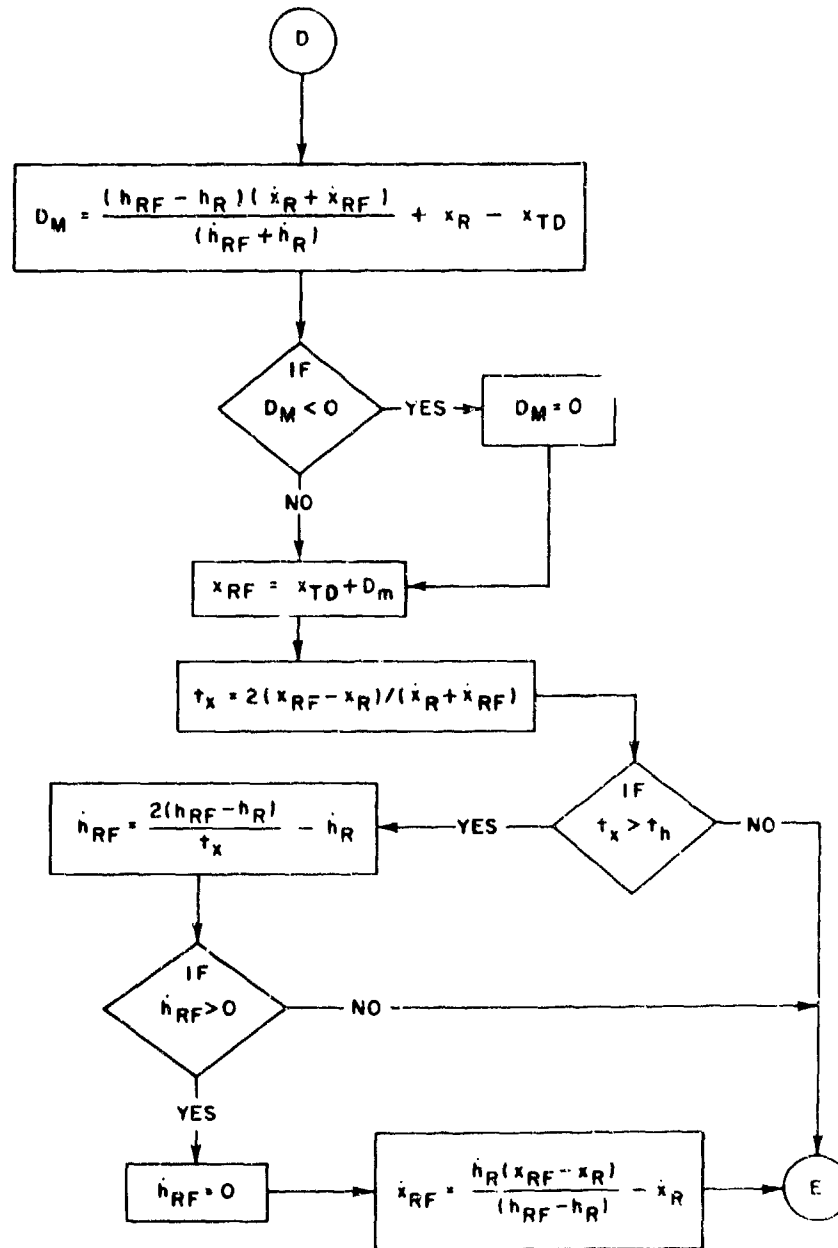 D
D_M = (h_RF - h_R)(ẋ_R + ẋ_RF) / (ḣ_RF + ḣ_R) + x_R - x_TD
IF
D_M < 0
YES
D_M = 0
NO
x_RF = x_TD + D_m
t_x = 2(x_RF - x_R)/(ẋ_R + ẋ_RF)
IF
t_x > t_h
YES
NO
ḣ_RF = 2(h_RF - h_R) / t_x - ḣ_R
IF
ḣ_RF > 0
NO
YES
ḣ_RF = 0
ẋ_RF = ḣ_R(x_RF - x_R) / (h_RF - h_R) - ẋ_R
E